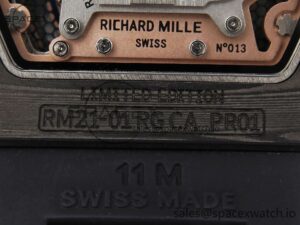 RICHARD MILLE
SWISS
N°013
LIMITED EDITION
RM21-01 RG CA PR01
11 M
SWISS MADE
sales@spacexwatch.io